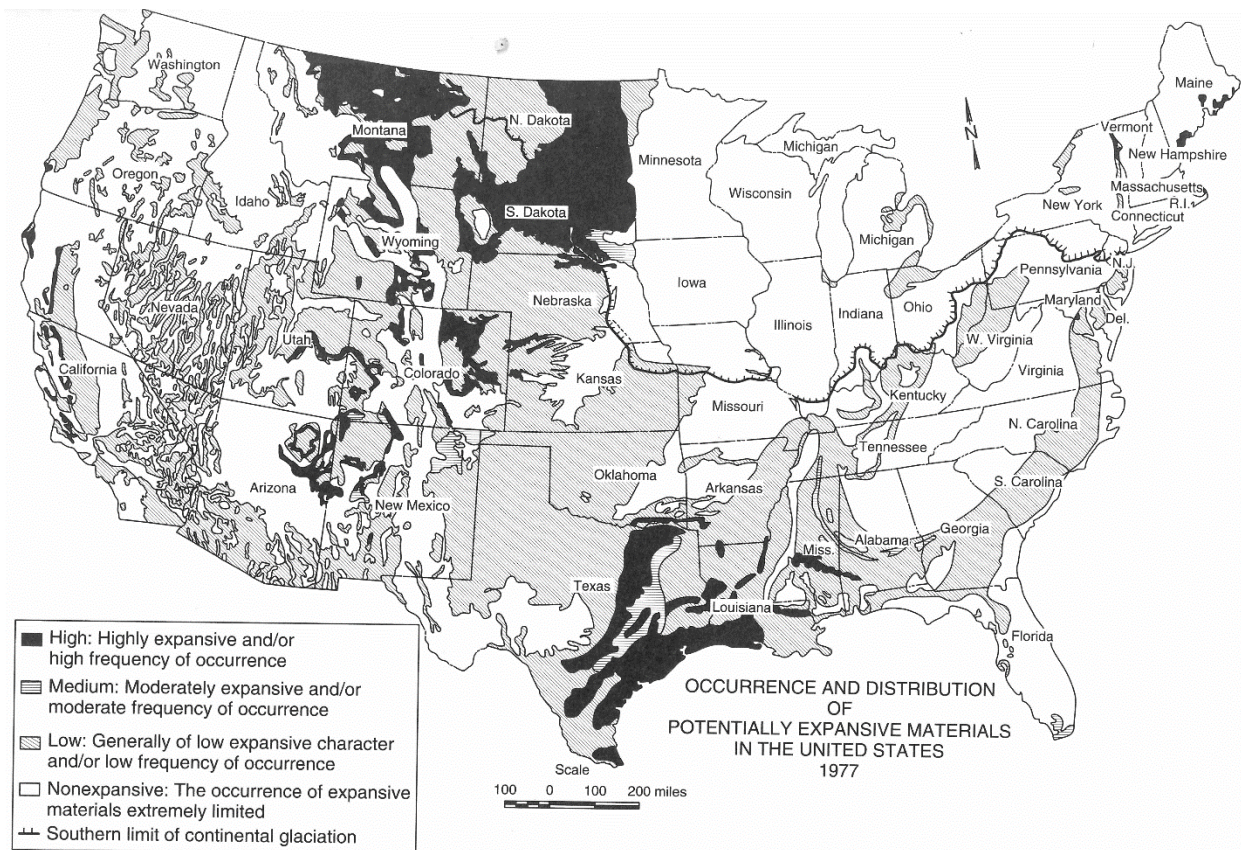 Washington
Montana
N. Dakota
Minnesota
Michigan
Maine
Vermont
New Hampshire
Massachusetts
R.I.
Connecticut
New York
Oregon
Idaho
Wyoming
S. Dakota
Wisconsin
Michigan
N
Nevada
Utah
Colorado
Nebraska
Iowa
Illinois
Indiana
Ohio
Pennsylvania
N.J.
Maryland
Del.
W. Virginia
Virginia
California
Kansas
Missouri
Kentucky
Tennessee
N. Carolina
S. Carolina
Arizona
New Mexico
Oklahoma
Arkansas
Georgia
Alabama
Miss.
Texas
Louisiana
Florida
High: Highly expansive and/or
high frequency of occurrence
Medium: Moderately expansive and/or
moderate frequency of occurrence
Low: Generally of low expansive character
and/or low frequency of occurrence
Nonexpansive: The occurrence of expansive
materials extremely limited
Southern limit of continental glaciation
OCCURRENCE AND DISTRIBUTION
OF
POTENTIALLY EXPANSIVE MATERIALS
IN THE UNITED STATES
1977
Scale
100 0 100 200 miles